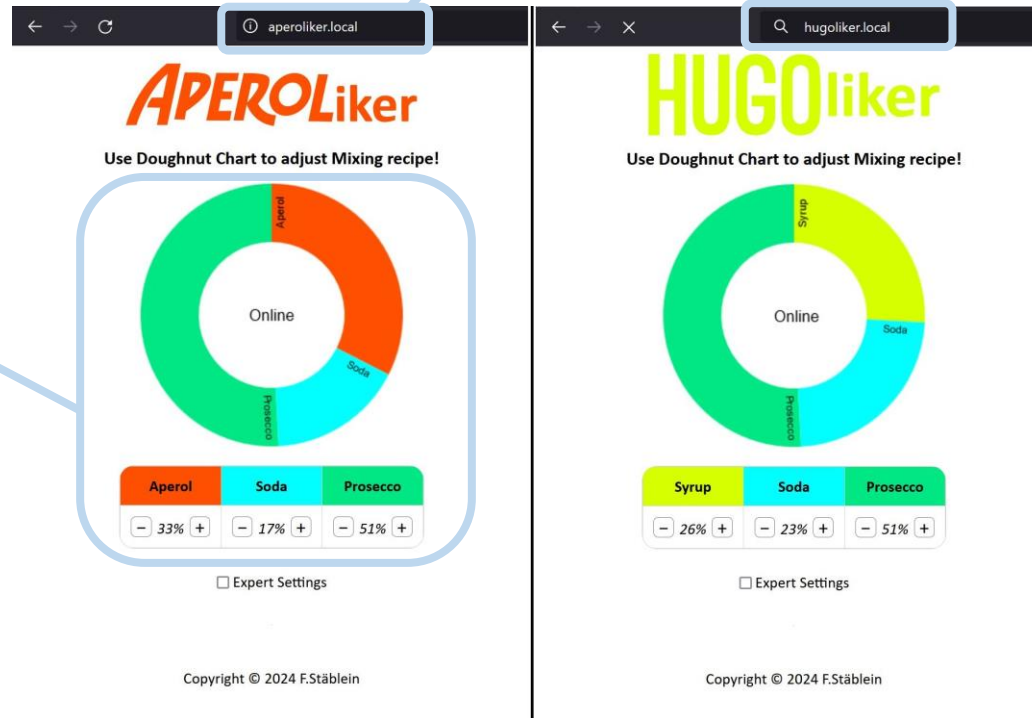 aperoliker.local
APEROLiker
Use Doughnut Chart to adjust Mixing recipe!
Aperol
Online
Soda
Prosecco
Aperol Soda Prosecco
− 33% + − 17% + − 51% +
Expert Settings
Copyright © 2024 F.Stäblein
hugoliker.local
HUGOliker
Use Doughnut Chart to adjust Mixing recipe!
Syrup
Online
Soda
Prosecco
Syrup Soda Prosecco
− 26% + − 23% + − 51% +
Expert Settings
Copyright © 2024 F.Stäblein